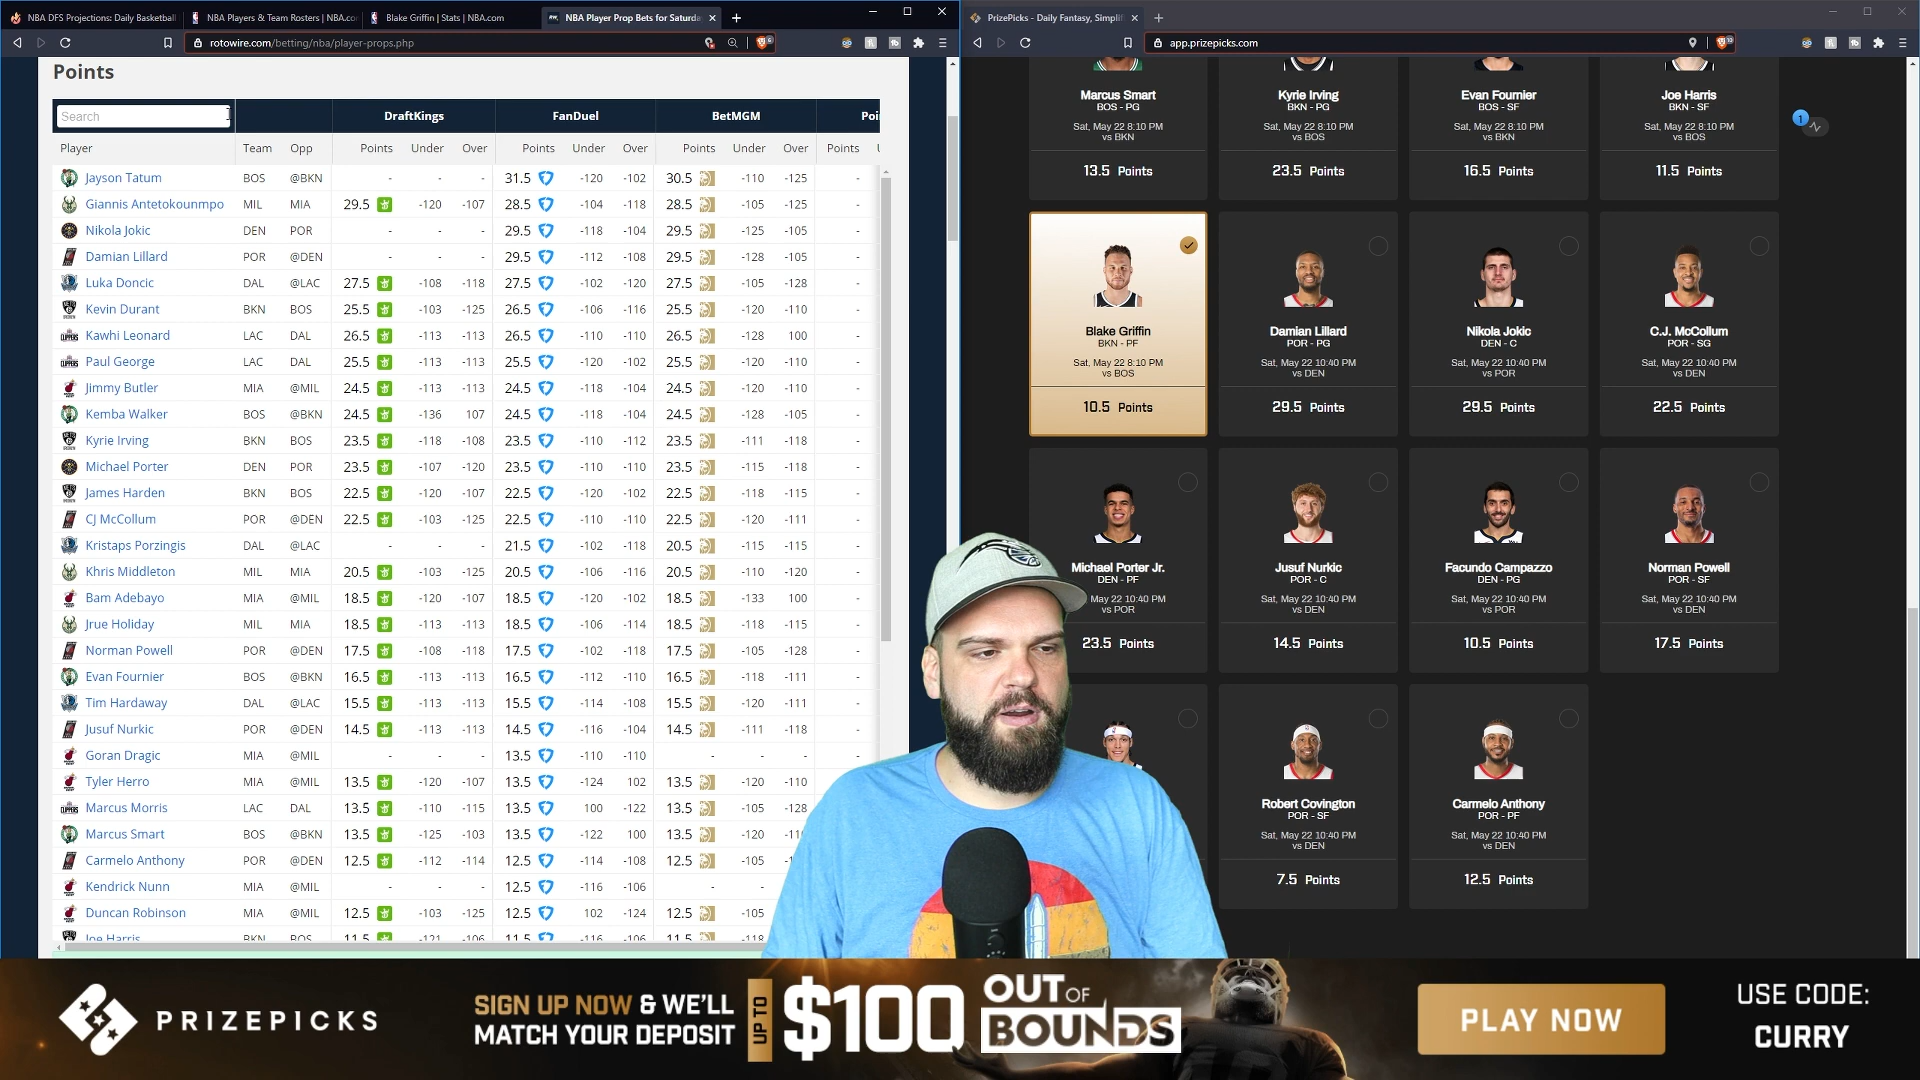 NBA DFS Projections: Daily Basketball
NBA Players & Team Rosters | NBA.co
Blake Griffin | Stats | NBA.com
NBA Player Prop Bets for Saturda
rotowire.com/betting/nba/player-props.php
Points
Search
DraftKings FanDuel BetMGM Poi
Player Team Opp Points Under Over Points Under Over Points Under Over Points U
Jayson Tatum BOS @BKN - - - 31.5 -120 -102 30.5 -110 -125 -
Giannis Antetokounmpo MIL MIA 29.5 -120 -107 28.5 -104 -118 28.5 -105 -125 -
Nikola Jokic DEN POR - - - 29.5 -118 -104 29.5 -125 -105 -
Damian Lillard POR @DEN - - - 29.5 -112 -108 29.5 -128 -105 -
Luka Doncic DAL @LAC 27.5 -108 -118 27.5 -102 -120 27.5 -105 -128 -
Kevin Durant BKN BOS 25.5 -103 -125 26.5 -106 -116 25.5 -120 -110 -
Kawhi Leonard LAC DAL 26.5 -113 -113 26.5 -110 -110 26.5 -128 100 -
Paul George LAC DAL 25.5 -113 -113 25.5 -120 -102 25.5 -120 -110 -
Jimmy Butler MIA @MIL 24.5 -113 -113 24.5 -118 -104 24.5 -120 -110 -
Kemba Walker BOS @BKN 24.5 -136 107 24.5 -118 -104 24.5 -128 -105 -
Kyrie Irving BKN BOS 23.5 -118 -108 23.5 -110 -112 23.5 -111 -118 -
Michael Porter DEN POR 23.5 -107 -120 23.5 -110 -110 23.5 -115 -118 -
James Harden BKN BOS 22.5 -120 -107 22.5 -120 -102 22.5 -118 -115 -
CJ McCollum POR @DEN 22.5 -103 -125 22.5 -110 -110 22.5 -120 -111 -
Kristaps Porzingis DAL @LAC - - - 21.5 -102 -118 20.5 -115 -115 -
Khris Middleton MIL MIA 20.5 -103 -125 20.5 -106 -116 20.5 -110 -120 -
Bam Adebayo MIA @MIL 18.5 -120 -107 18.5 -120 -102 18.5 -133 100 -
Jrue Holiday MIL MIA 18.5 -113 -113 18.5 -106 -114 18.5 -118 -115 -
Norman Powell POR @DEN 17.5 -108 -118 17.5 -102 -118 17.5 -105 -128 -
Evan Fournier BOS @BKN 16.5 -113 -113 16.5 -112 -110 16.5 -118 -111 -
Tim Hardaway DAL @LAC 15.5 -113 -113 15.5 -114 -108 15.5 -120 -111 -
Jusuf Nurkic POR @DEN 14.5 -113 -113 14.5 -116 -104 14.5 -111 -118 -
Goran Dragic MIA @MIL - - - 13.5 -110 -110 - - - -
Tyler Herro MIA @MIL 13.5 -120 -107 13.5 -124 102 13.5 -120 -110 -
Marcus Morris LAC DAL 13.5 -110 -115 13.5 100 -122 13.5 -105 -128
Marcus Smart BOS @BKN 13.5 -125 -103 13.5 -122 100 13.5 -120
Carmelo Anthony POR @DEN 12.5 -112 -114 12.5 -114 -108 12.5 -105
Kendrick Nunn MIA @MIL - - - 12.5 -116 -106 - -
Duncan Robinson MIA @MIL 12.5 -103 -125 12.5 102 -124 12.5 -105
Joe Harris BKN BOS 11.5 -121 -106 11.5 -116 -106 11.5 -118
PrizePicks - Daily Fantasy, Simplif
app.prizepicks.com
1
Marcus Smart
BOS - PG
Sat, May 22 8:10 PM
vs BKN
13.5 Points
Kyrie Irving
BKN - PG
Sat, May 22 8:10 PM
vs BOS
23.5 Points
Evan Fournier
BOS - SF
Sat, May 22 8:10 PM
vs BKN
16.5 Points
Joe Harris
BKN - SF
Sat, May 22 8:10 PM
vs BOS
11.5 Points
Blake Griffin
BKN - PF
Sat, May 22 8:10 PM
vs BOS
10.5 Points
Damian Lillard
POR - PG
Sat, May 22 10:40 PM
vs DEN
29.5 Points
Nikola Jokic
DEN - C
Sat, May 22 10:40 PM
vs POR
29.5 Points
C.J. McCollum
POR - SG
Sat, May 22 10:40 PM
vs DEN
22.5 Points
Michael Porter Jr.
DEN - PF
May 22 10:40 PM
vs POR
23.5 Points
Jusuf Nurkic
POR - C
Sat, May 22 10:40 PM
vs DEN
14.5 Points
Facundo Campazzo
DEN - PG
Sat, May 22 10:40 PM
vs POR
10.5 Points
Norman Powell
POR - SF
Sat, May 22 10:40 PM
vs DEN
17.5 Points
Robert Covington
POR - SF
Sat, May 22 10:40 PM
vs DEN
7.5 Points
Carmelo Anthony
POR - PF
Sat, May 22 10:40 PM
vs DEN
12.5 Points
PRIZEPICKS
SIGN UP NOW & WE'LL
MATCH YOUR DEPOSIT
UP TO
$100
OUT OF
BOUNDS
PLAY NOW
USE CODE:
CURRY